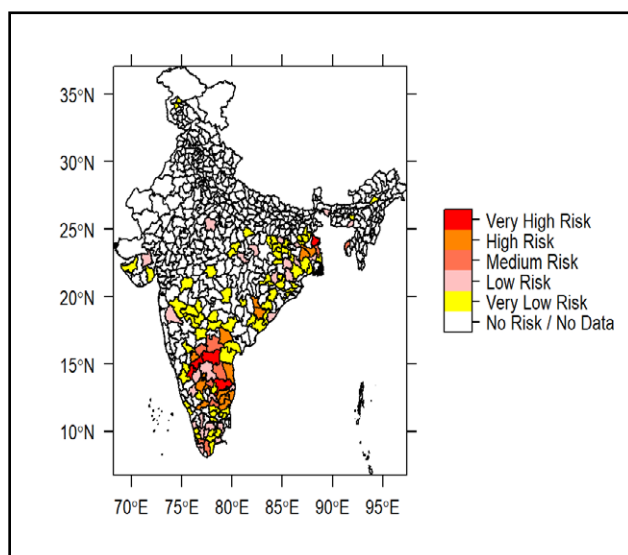 35°N
30°N
25°N
20°N
15°N
10°N
70°E 75°E 80°E 85°E 90°E 95°E
Very High Risk
High Risk
Medium Risk
Low Risk
Very Low Risk
No Risk / No Data